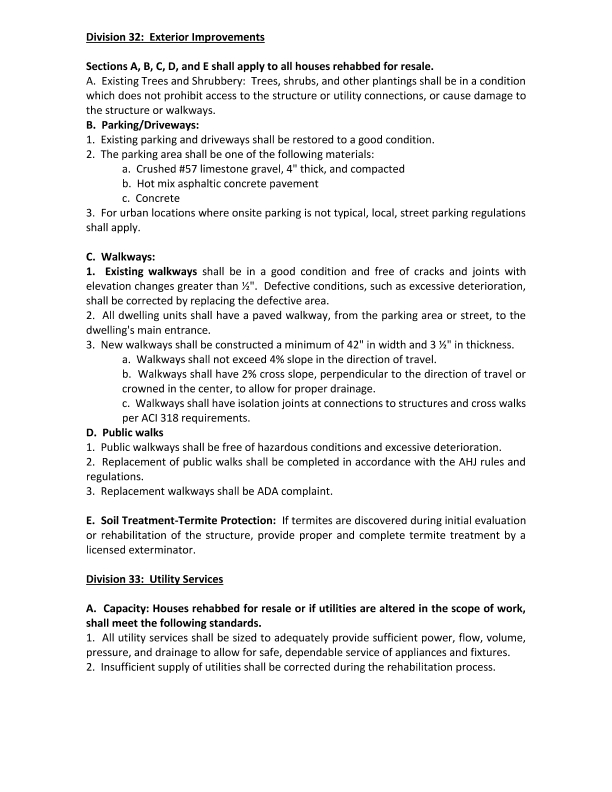 Division 32:  Exterior Improvements
Sections A, B, C, D, and E shall apply to all houses rehabbed for resale.
A.  Existing Trees and Shrubbery:  Trees, shrubs, and other plantings shall be in a condition
which does not prohibit access to the structure or utility connections, or cause damage to
the structure or walkways.
B.  Parking/Driveways:
1.  Existing parking and driveways shall be restored to a good condition.
2.  The parking area shall be one of the following materials:
a.  Crushed #57 limestone gravel, 4" thick, and compacted
b.  Hot mix asphaltic concrete pavement
c.  Concrete
3.  For urban locations where onsite parking is not typical, local, street parking regulations
shall apply.
C.  Walkways:
1.  Existing walkways shall be in a good condition and free of cracks and joints with
elevation changes greater than ½".  Defective conditions, such as excessive deterioration,
shall be corrected by replacing the defective area.
2.  All dwelling units shall have a paved walkway, from the parking area or street, to the
dwelling's main entrance.
3.  New walkways shall be constructed a minimum of 42" in width and 3 ½" in thickness.
a.  Walkways shall not exceed 4% slope in the direction of travel.
b.  Walkways shall have 2% cross slope, perpendicular to the direction of travel or
crowned in the center, to allow for proper drainage.
c.  Walkways shall have isolation joints at connections to structures and cross walks
per ACI 318 requirements.
D.  Public walks
1.  Public walkways shall be free of hazardous conditions and excessive deterioration.
2.  Replacement of public walks shall be completed in accordance with the AHJ rules and
regulations.
3.  Replacement walkways shall be ADA complaint.
E.  Soil Treatment-Termite Protection:  If termites are discovered during initial evaluation
or rehabilitation of the structure, provide proper and complete termite treatment by a
licensed exterminator.
Division 33:  Utility Services
A.  Capacity: Houses rehabbed for resale or if utilities are altered in the scope of work,
shall meet the following standards.
1.  All utility services shall be sized to adequately provide sufficient power, flow, volume,
pressure, and drainage to allow for safe, dependable service of appliances and fixtures.
2.  Insufficient supply of utilities shall be corrected during the rehabilitation process.